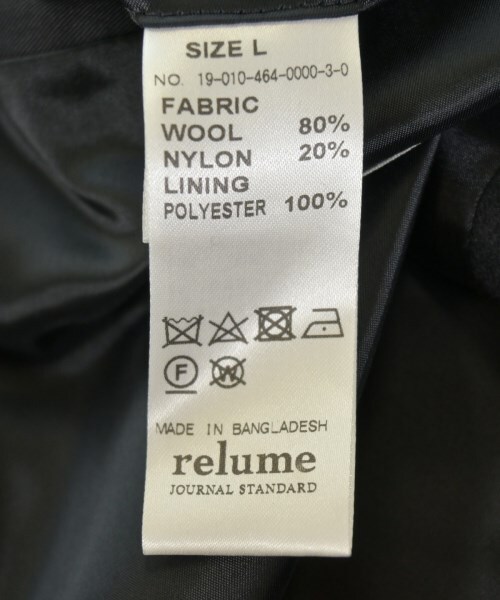 SIZE L
NO. 19-010-464-0000-3-0
FABRIC
WOOL 80%
NYLON 20%
LINING
POLYESTER 100%
F W
MADE IN BANGLADESH
relume
JOURNAL STANDARD